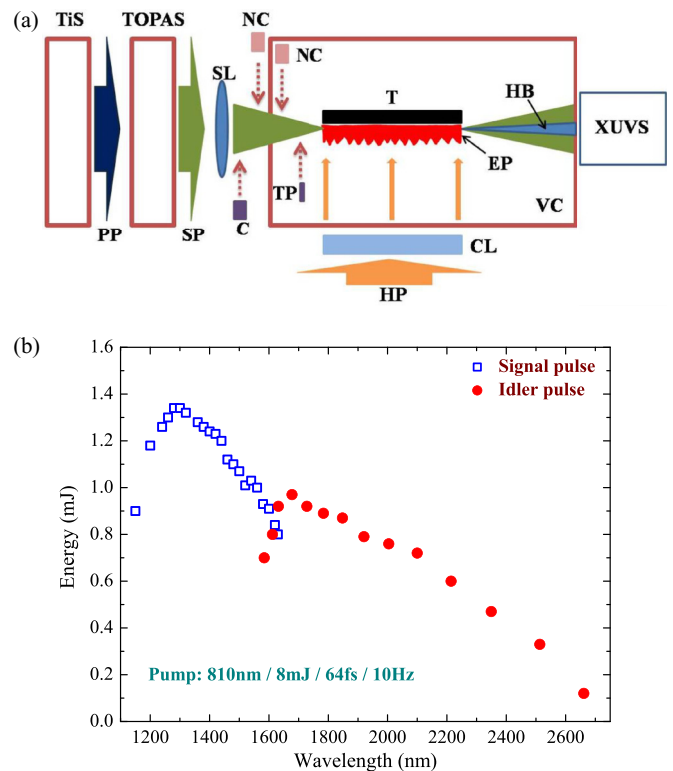 (a)
TiS
TOPAS
NC
NC
SL
T
HB
XUVS
EP
TP
VC
PP
SP
C
CL
HP
(b)
1.6
1.4
1.2
1.0
0.8
0.6
0.4
0.2
0.0
Energy (mJ)
Signal pulse
Idler pulse
Pump: 810nm / 8mJ / 64fs / 10Hz
1200 1400 1600 1800 2000 2200 2400 2600
Wavelength (nm)